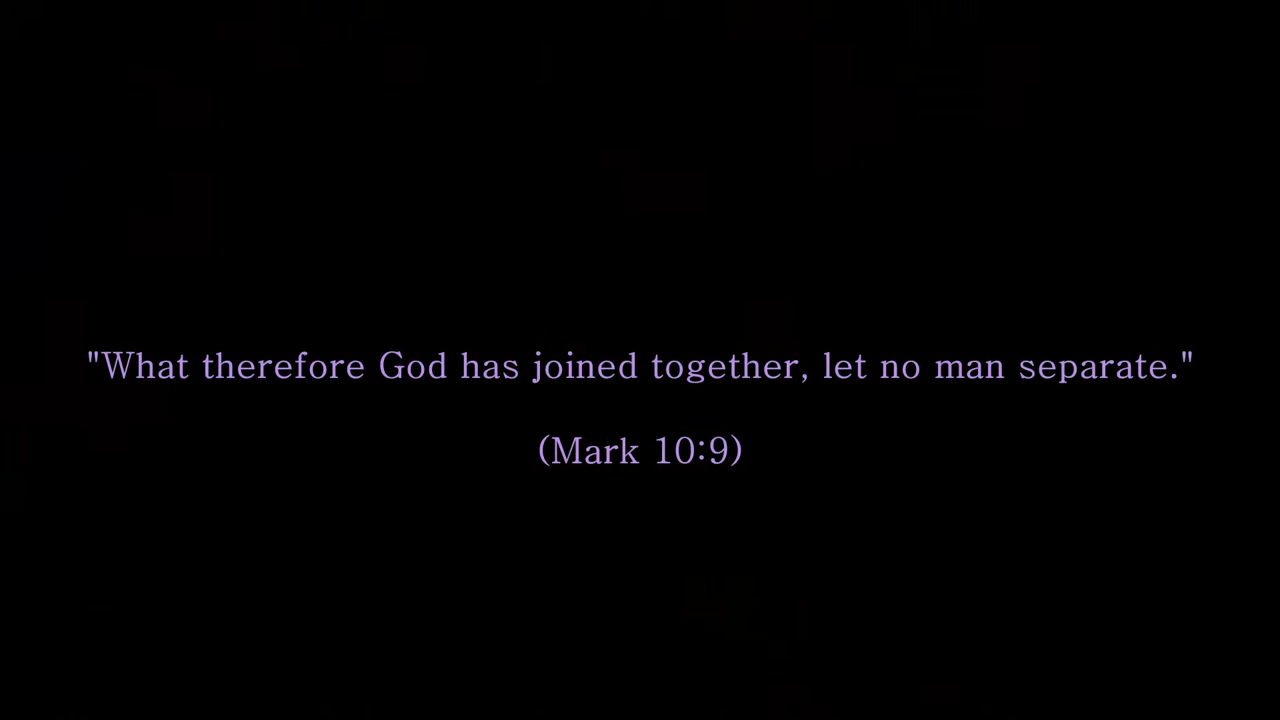 "What therefore God has joined together, let no man separate."
(Mark 10:9)